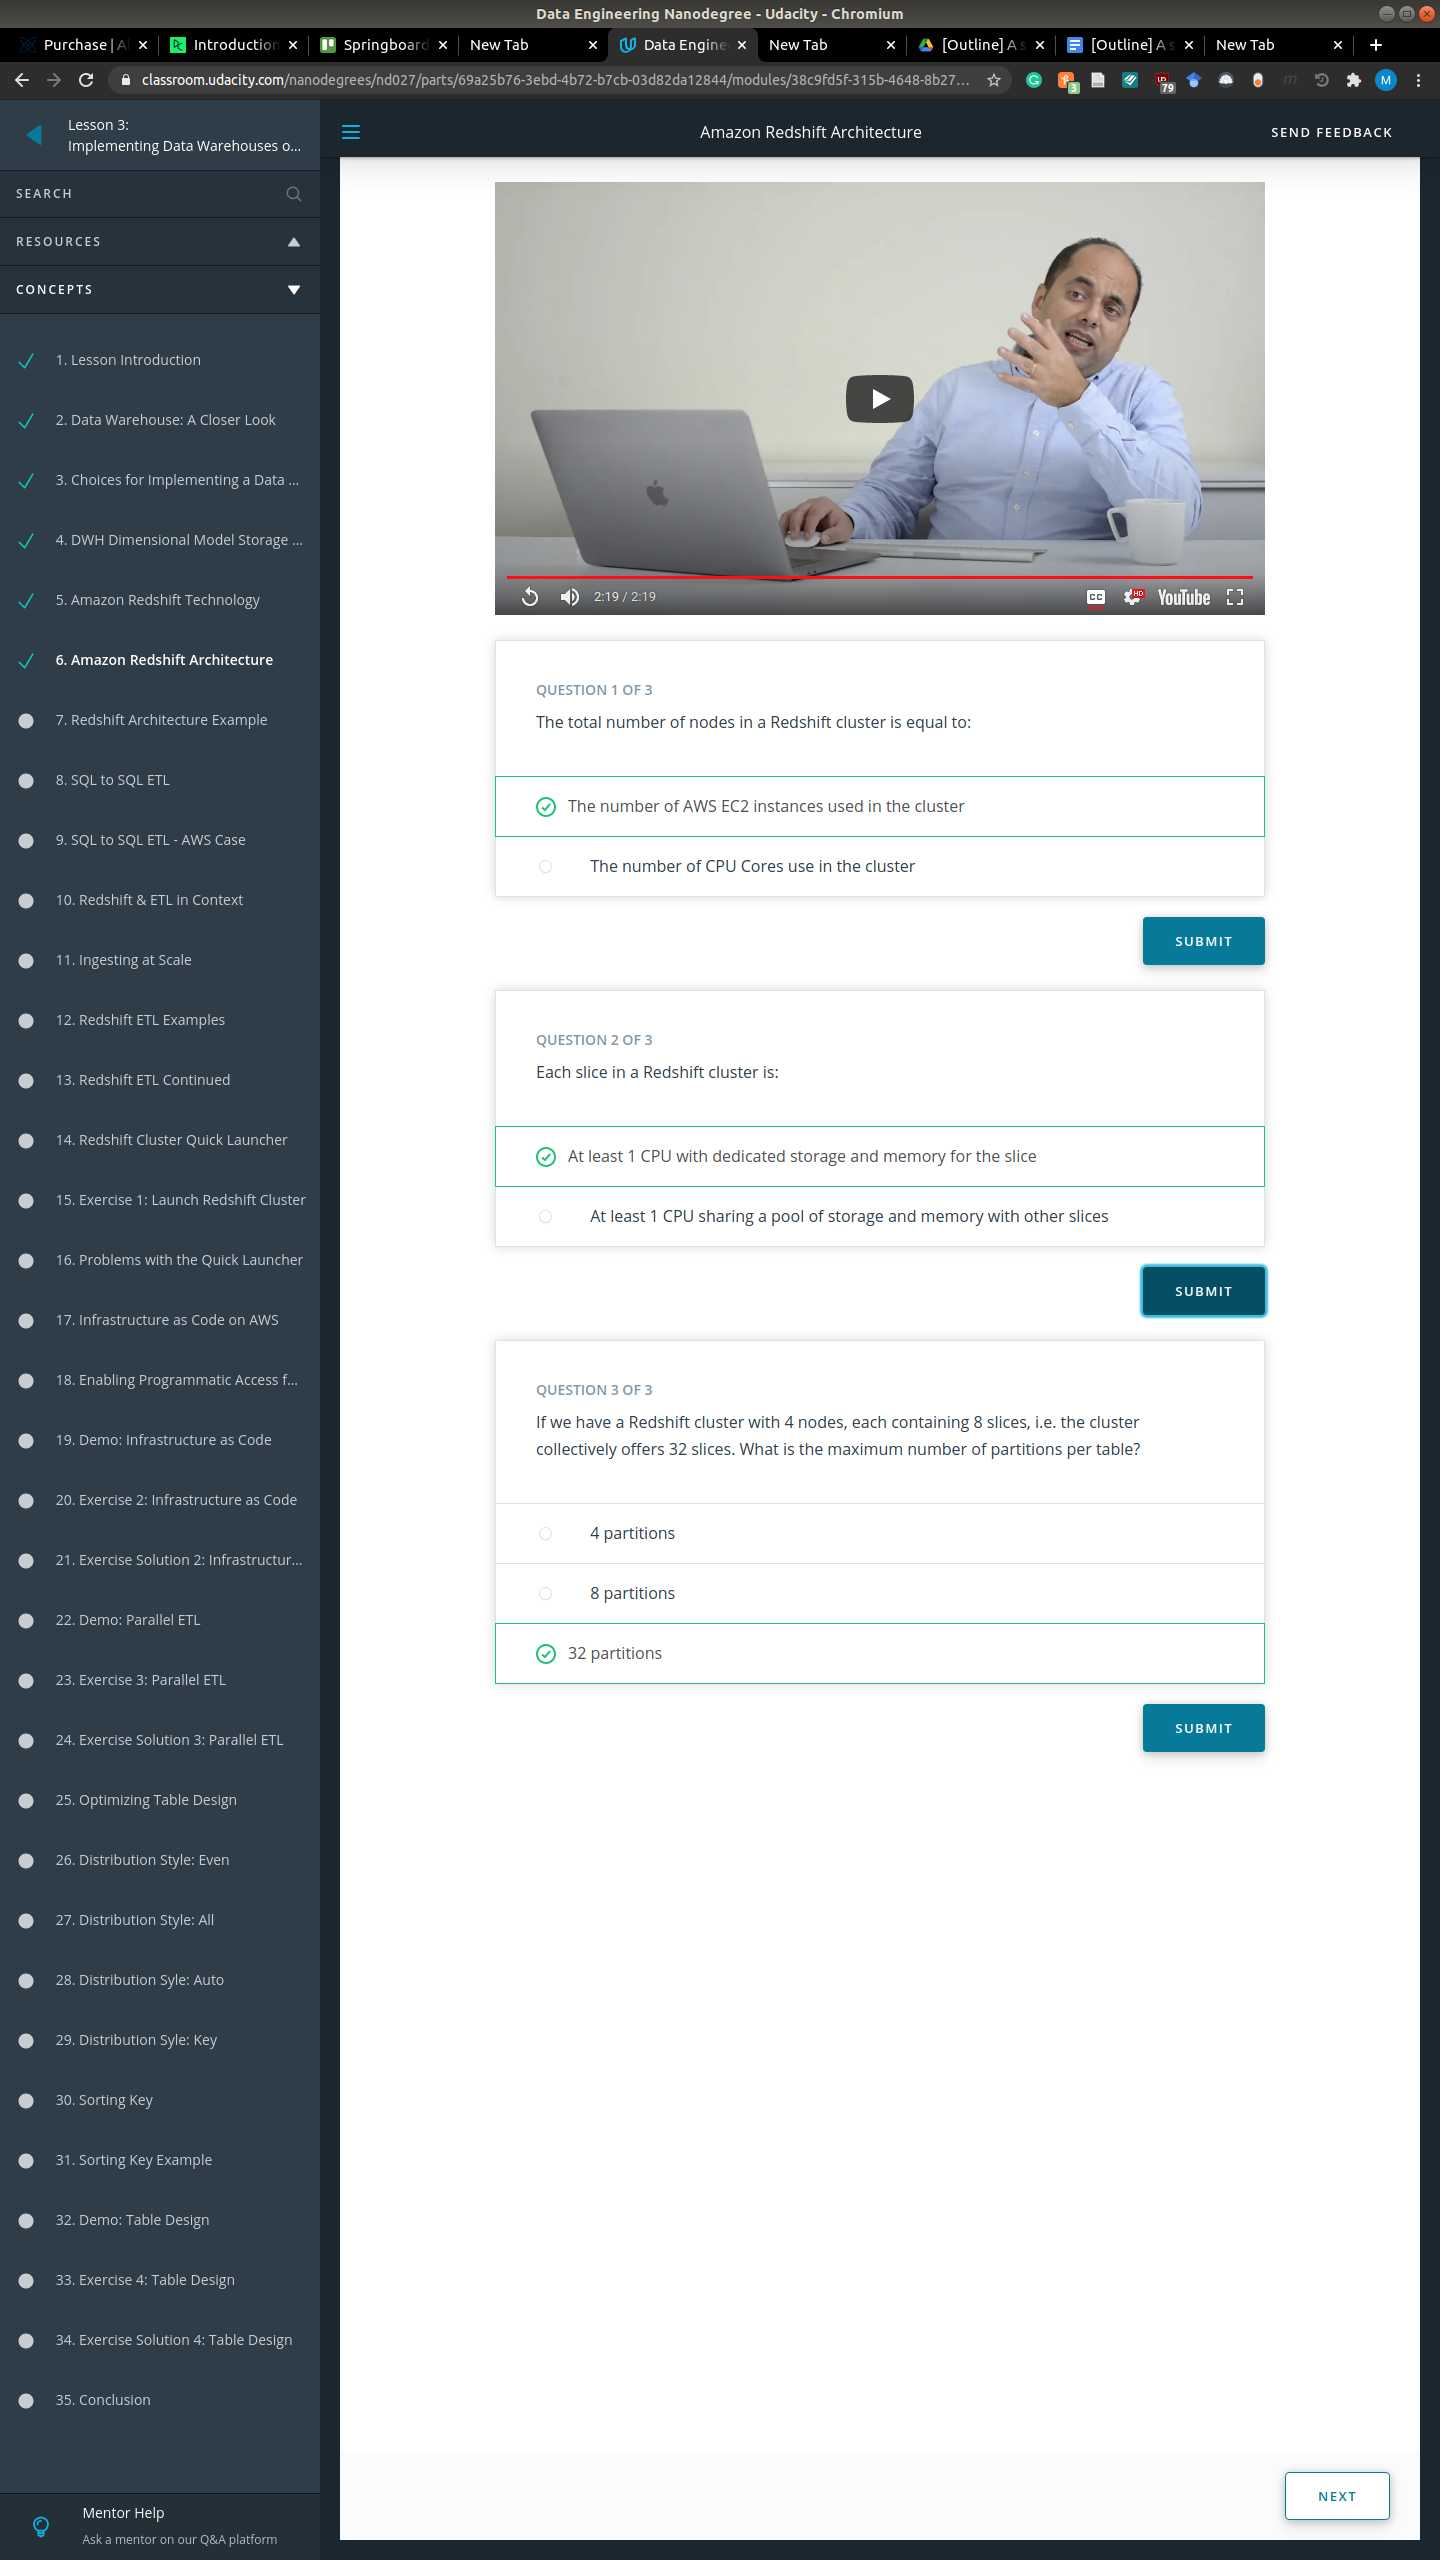 Data Engineering Nanodegree - Udacity - Chromium
Purchase | A
Introduction
Springboard
New Tab
Data Engine
New Tab
[Outline] A s
[Outline] A s
New Tab
classroom.udacity.com/nanodegrees/nd027/parts/69a25b76-3ebd-4b72-b7cb-03d82da12844/modules/38c9fd5f-315b-4648-8b27...
3
79
M
Lesson 3:
Implementing Data Warehouses o...
Amazon Redshift Architecture
SEND FEEDBACK
SEARCH
RESOURCES
CONCEPTS
1. Lesson Introduction
2. Data Warehouse: A Closer Look
3. Choices for Implementing a Data ...
4. DWH Dimensional Model Storage ...
5. Amazon Redshift Technology
6. Amazon Redshift Architecture
7. Redshift Architecture Example
8. SQL to SQL ETL
9. SQL to SQL ETL - AWS Case
10. Redshift & ETL in Context
11. Ingesting at Scale
12. Redshift ETL Examples
13. Redshift ETL Continued
14. Redshift Cluster Quick Launcher
15. Exercise 1: Launch Redshift Cluster
16. Problems with the Quick Launcher
17. Infrastructure as Code on AWS
18. Enabling Programmatic Access f...
19. Demo: Infrastructure as Code
20. Exercise 2: Infrastructure as Code
21. Exercise Solution 2: Infrastructur...
22. Demo: Parallel ETL
23. Exercise 3: Parallel ETL
24. Exercise Solution 3: Parallel ETL
25. Optimizing Table Design
26. Distribution Style: Even
27. Distribution Style: All
28. Distribution Syle: Auto
29. Distribution Syle: Key
30. Sorting Key
31. Sorting Key Example
32. Demo: Table Design
33. Exercise 4: Table Design
34. Exercise Solution 4: Table Design
35. Conclusion
Mentor Help
Ask a mentor on our Q&A platform
2:19 / 2:19
CC
HD
YouTube
QUESTION 1 OF 3
The total number of nodes in a Redshift cluster is equal to:
The number of AWS EC2 instances used in the cluster
The number of CPU Cores use in the cluster
SUBMIT
QUESTION 2 OF 3
Each slice in a Redshift cluster is:
At least 1 CPU with dedicated storage and memory for the slice
At least 1 CPU sharing a pool of storage and memory with other slices
SUBMIT
QUESTION 3 OF 3
If we have a Redshift cluster with 4 nodes, each containing 8 slices, i.e. the cluster
collectively offers 32 slices. What is the maximum number of partitions per table?
4 partitions
8 partitions
32 partitions
SUBMIT
NEXT